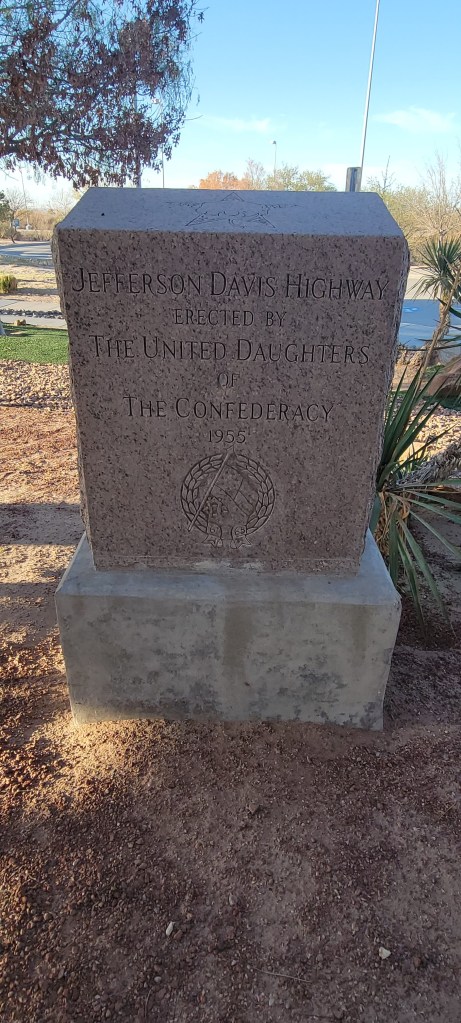 JEFFERSON DAVIS HIGHWAY
ERECTED BY
THE UNITED DAUGHTERS
OF
THE CONFEDERACY
1955